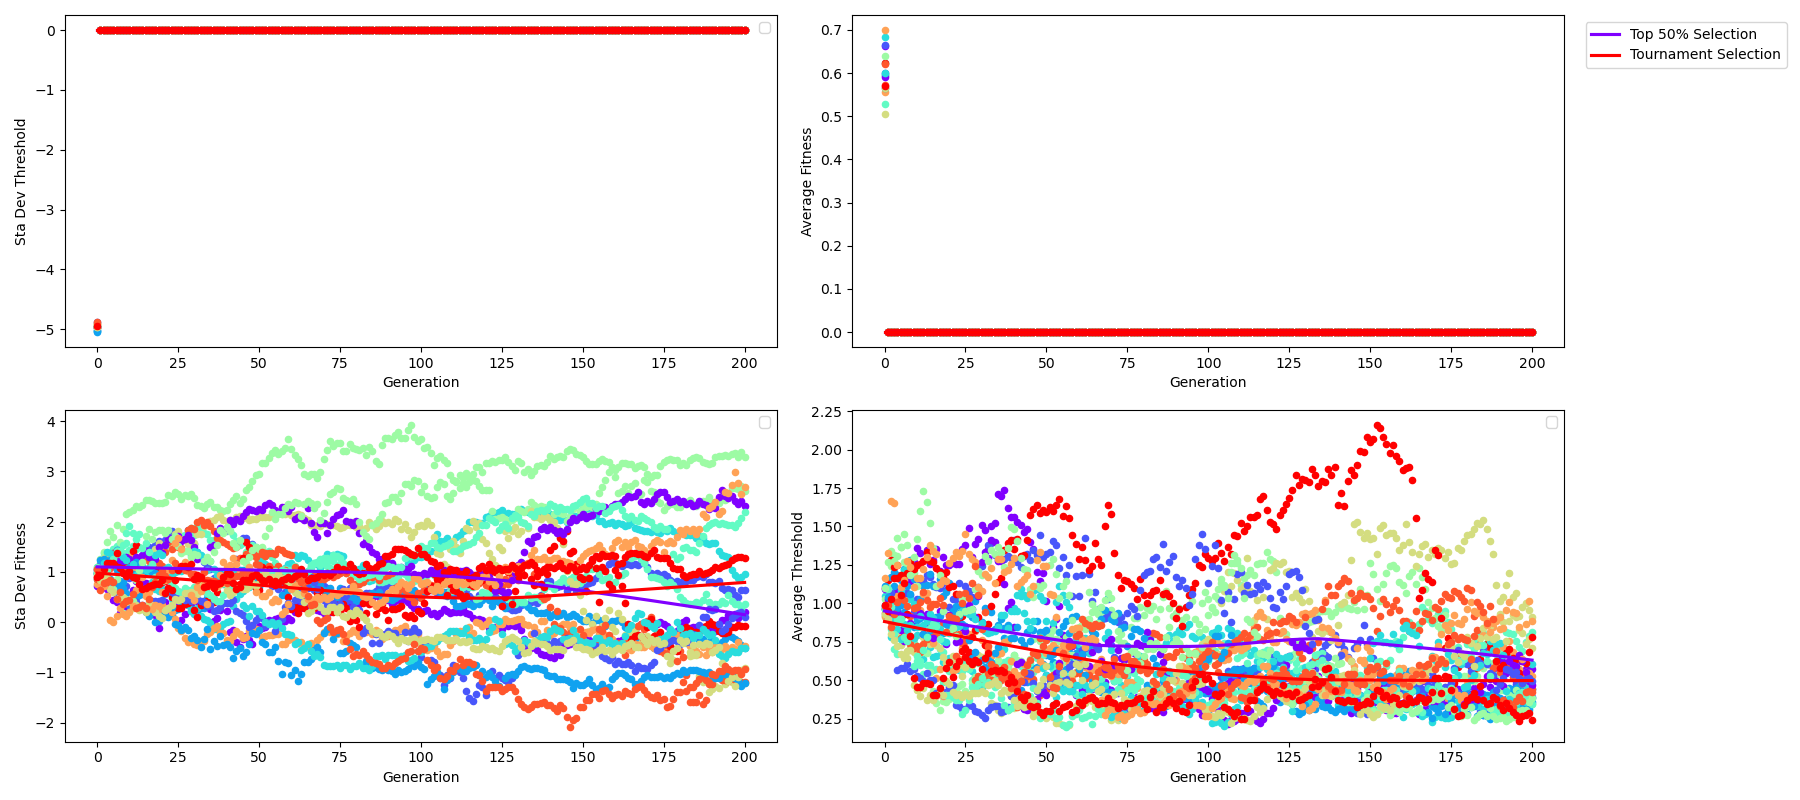 0
−1
−2
−3
−4
−5
Sta Dev Threshold
0 25 50 75 100 125 150 175 200
Generation
0.7
0.6
0.5
0.4
0.3
0.2
0.1
0.0
Average Fitness
0 25 50 75 100 125 150 175 200
Generation
Top 50% Selection
Tournament Selection
4
3
2
1
0
−1
−2
Sta Dev Fitness
0 25 50 75 100 125 150 175 200
Generation
2.25
2.00
1.75
1.50
1.25
1.00
0.75
0.50
0.25
Average Threshold
0 25 50 75 100 125 150 175 200
Generation